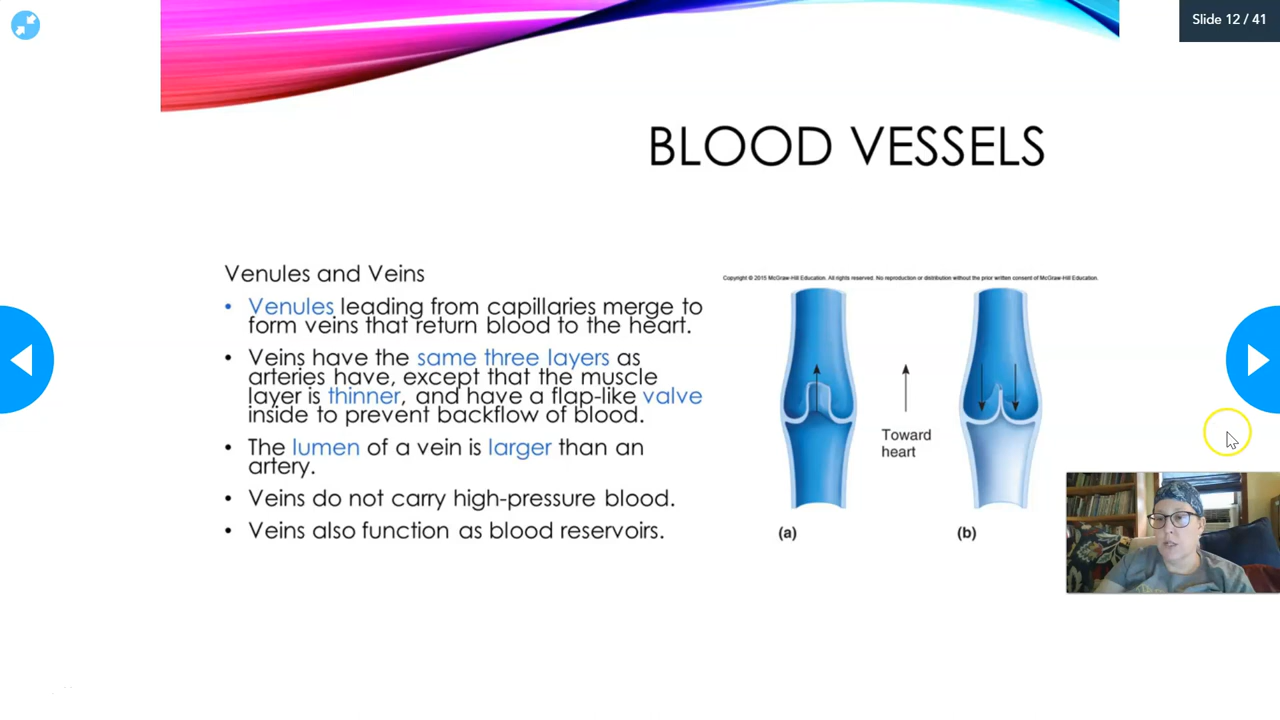 Slide 12 / 41
BLOOD VESSELS
Venules and Veins
• Venules leading from capillaries merge to
form veins that return blood to the heart.
• Veins have the same three layers as
arteries have, except that the muscle
layer is thinner, and have a flap-like valve
inside to prevent backflow of blood.
• The lumen of a vein is larger than an
artery.
• Veins do not carry high-pressure blood.
• Veins also function as blood reservoirs.
Copyright © 2015 McGraw-Hill Education. All rights reserved. No reproduction or distribution without the prior written consent of McGraw-Hill Education.
Toward
heart
(a)
(b)